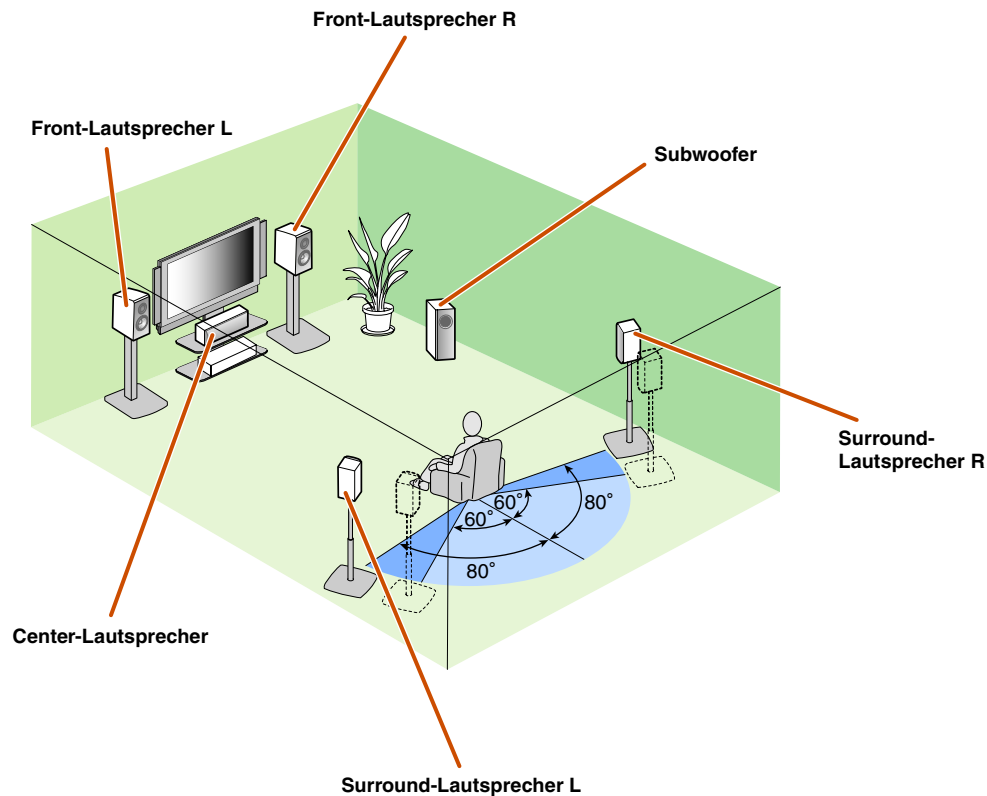 Front-Lautsprecher R
Front-Lautsprecher L
Subwoofer
Surround-
Lautsprecher R
60˚
60˚
80˚
80˚
Center-Lautsprecher
Surround-Lautsprecher L